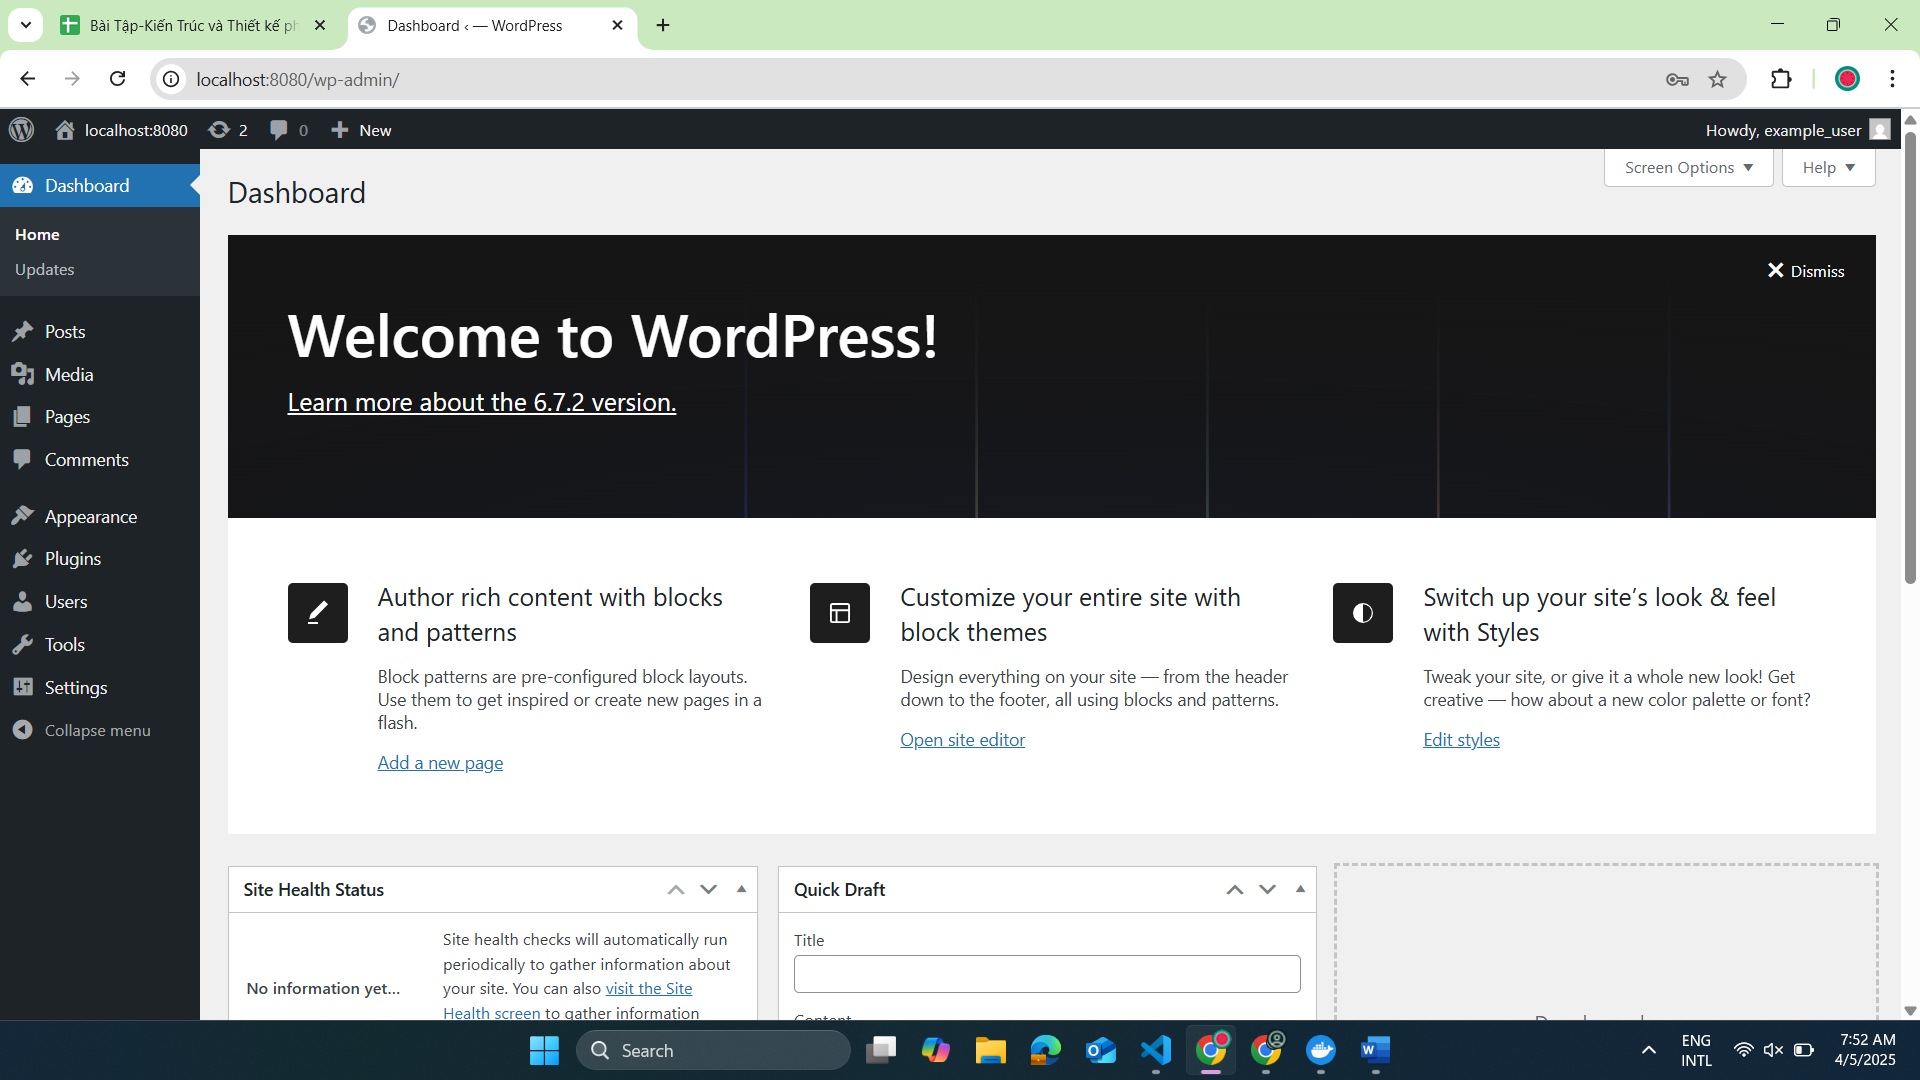 Bài Tập-Kiến Trúc và Thiết kế ph
Dashboard ‹ — WordPress
localhost:8080/wp-admin/
localhost:8080
2
0
New
Howdy, example_user
Dashboard
Home
Updates
Posts
Media
Pages
Comments
Appearance
Plugins
Users
Tools
Settings
Collapse menu
Screen Options
Help
Dashboard
Dismiss
Welcome to WordPress!
Learn more about the 6.7.2 version.
Author rich content with blocks
and patterns
Block patterns are pre-configured block layouts.
Use them to get inspired or create new pages in a
flash.
Add a new page
Customize your entire site with
block themes
Design everything on your site — from the header
down to the footer, all using blocks and patterns.
Open site editor
Switch up your site’s look & feel
with Styles
Tweak your site, or give it a whole new look! Get
creative — how about a new color palette or font?
Edit styles
Site Health Status
No information yet...
Site health checks will automatically run
periodically to gather information about
your site. You can also visit the Site
Health screen to gather information
Quick Draft
Title
Content
Search
ENG
INTL
7:52 AM
4/5/2025